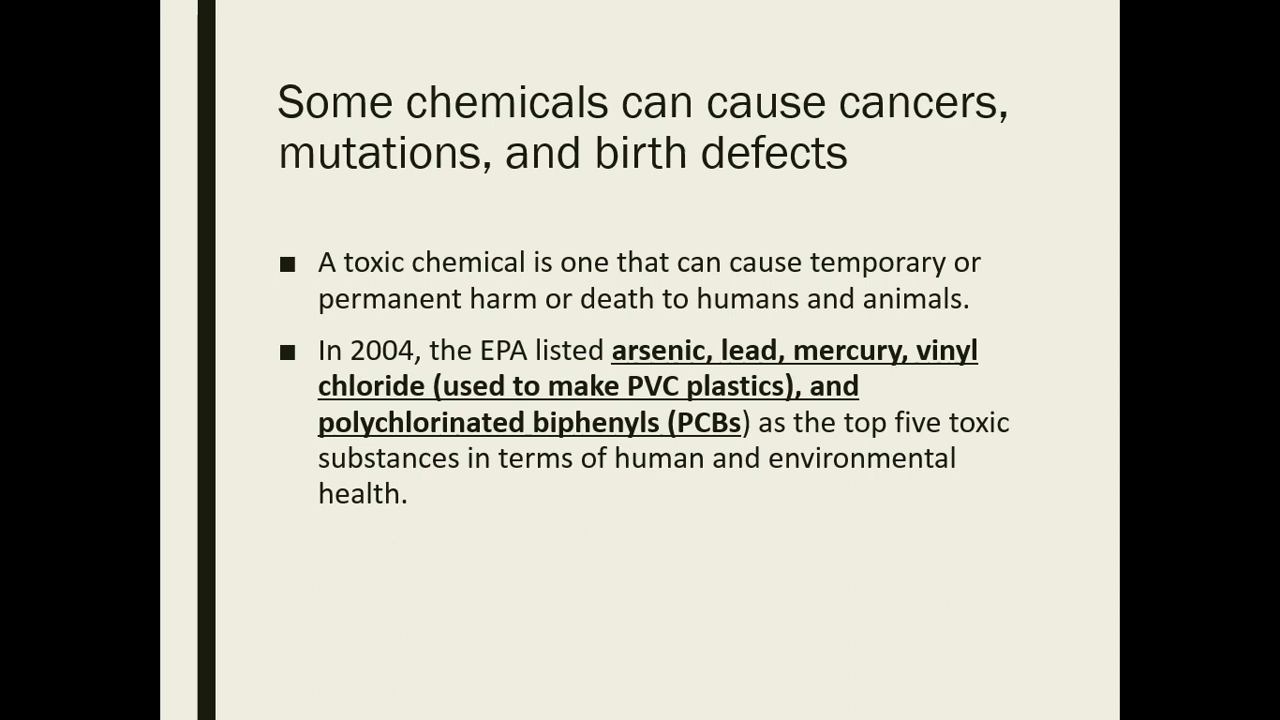 Some chemicals can cause cancers,
mutations, and birth defects
■ A toxic chemical is one that can cause temporary or
permanent harm or death to humans and animals.
■ In 2004, the EPA listed arsenic, lead, mercury, vinyl
chloride (used to make PVC plastics), and
polychlorinated biphenyls (PCBs) as the top five toxic
substances in terms of human and environmental
health.